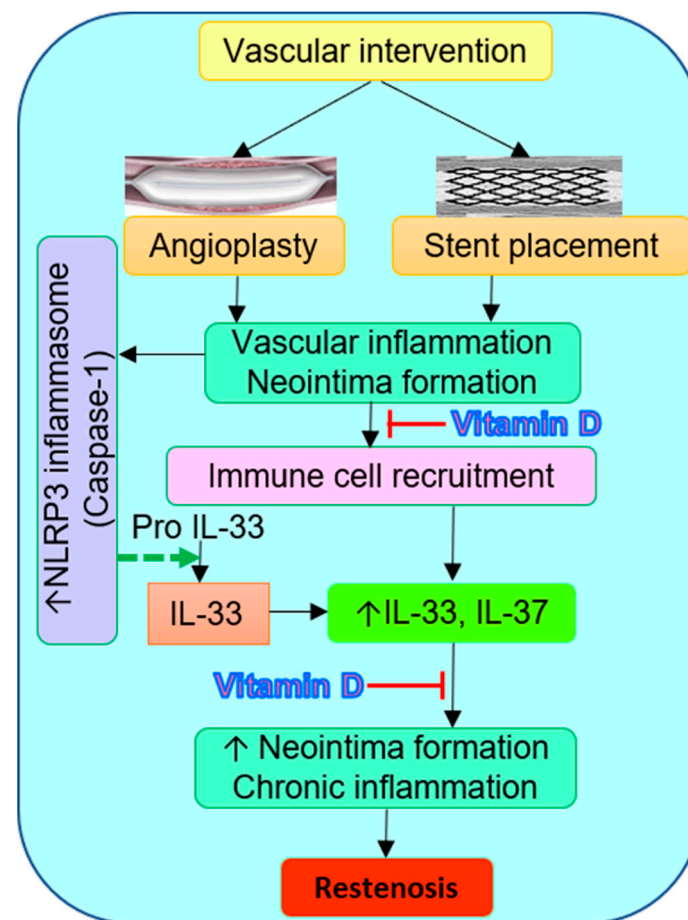 Vascular intervention
Angioplasty
Stent placement
↑NLRP3 inflammasome
(Caspase-1)
Vascular inflammation
Neointima formation
Vitamin D
Immune cell recruitment
Pro IL-33
IL-33
↑IL-33, IL-37
Vitamin D
↑ Neointima formation
Chronic inflammation
Restenosis